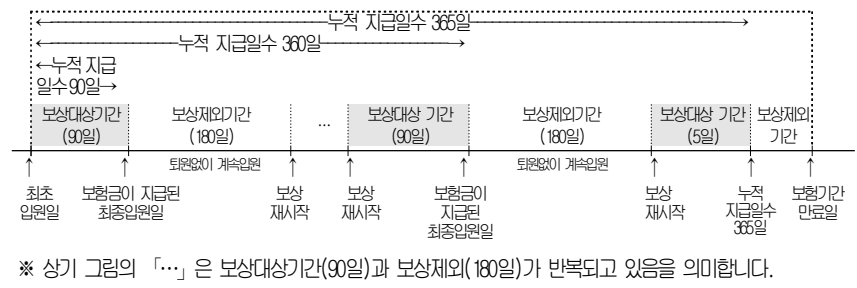 ←누적 지급일수 365일→
←누적 지급일수 360일→
←누적 지급
일수90일→
보상대상기간
(90일)
보상제외기간
(180일)
…
보상대상 기간
(90일)
보상제외기간
(180일)
보상대상 기간
(5일)
보상제외
기간
퇴원없이 계속입원
퇴원없이 계속입원
↑
최초
입원일
↑
보험금이 지급된
최종입원일
↑
보상
재시작
↑
보상
재시작
↑
보험금이
지급된
최종입원일
↑
보상
재시작
↑
누적
지급일수
365일
↑
보험기간
만료일
※ 상기 그림의 「…」은 보상대상기간(90일)과 보상제외(180일)가 반복되고 있음을 의미합니다.